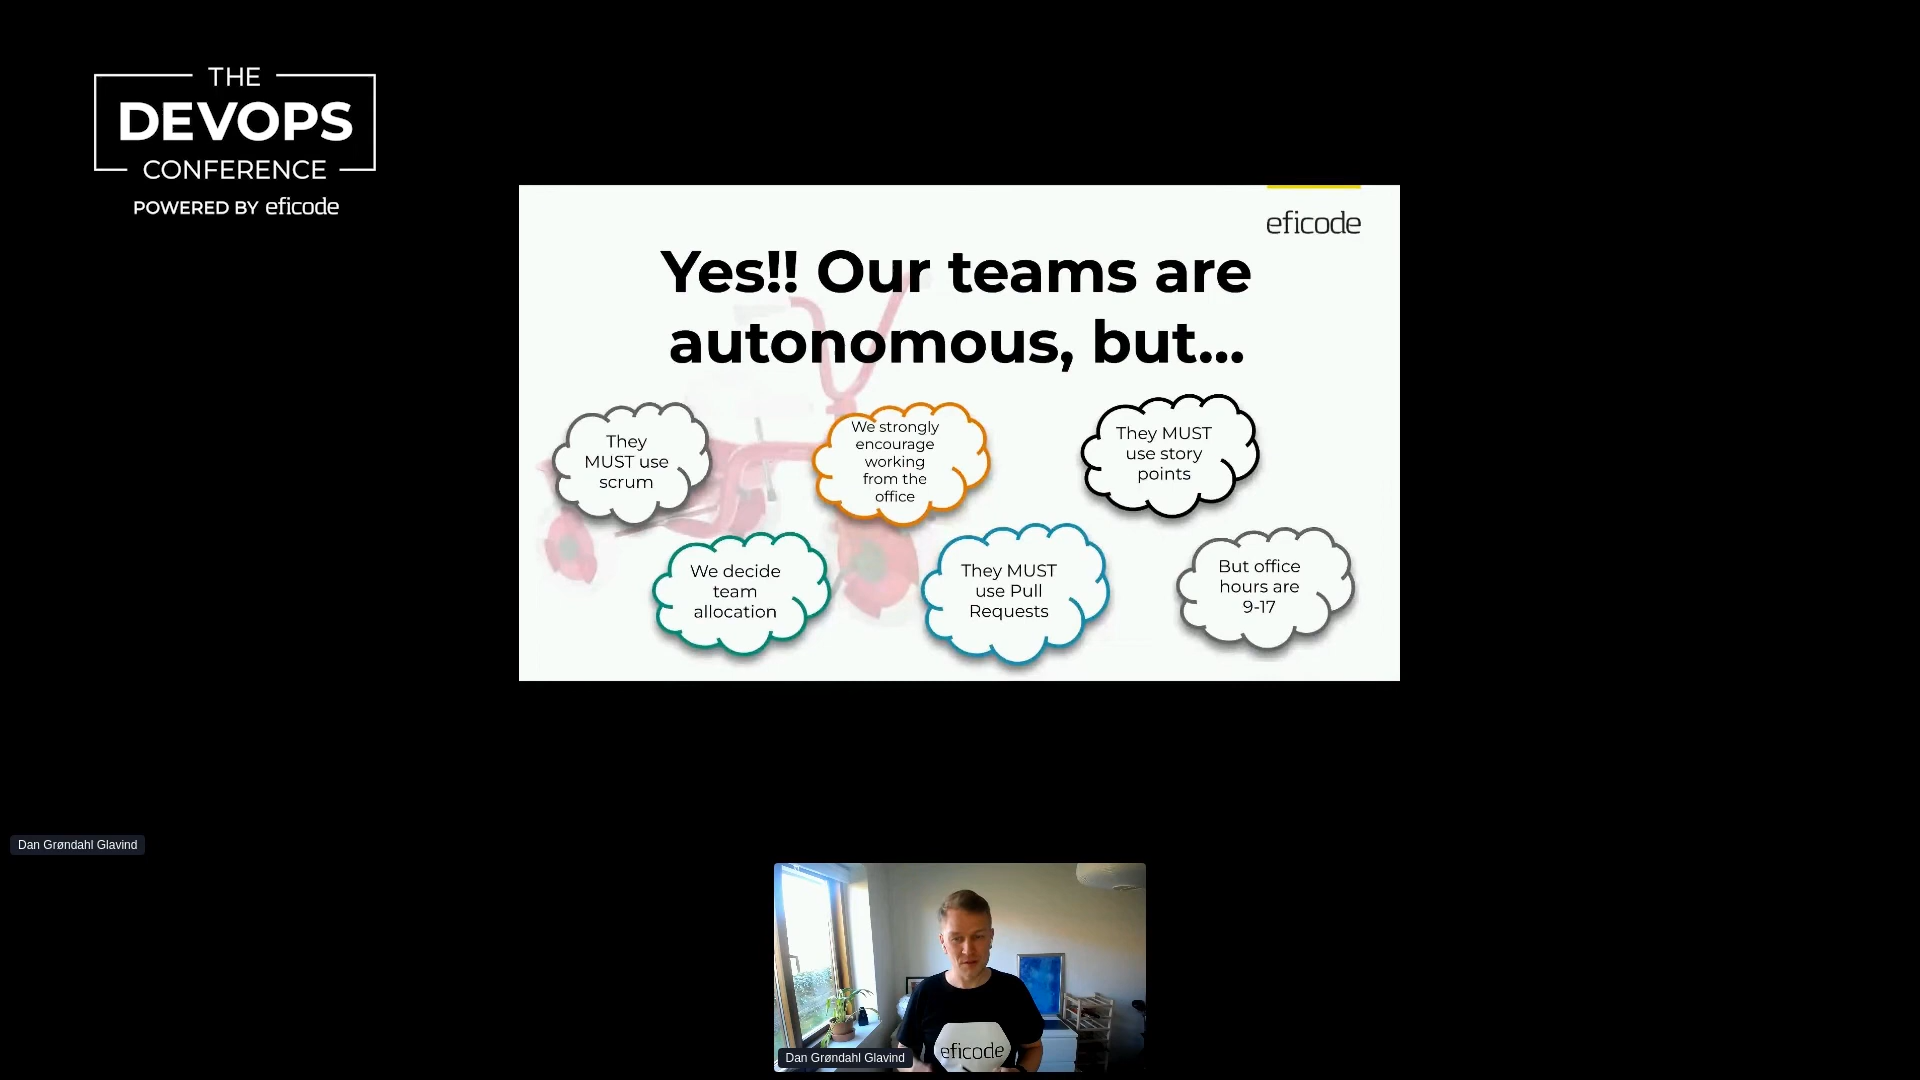 THE
DEVOPS
CONFERENCE
POWERED BY eficode
eficode
Yes!! Our teams are
autonomous, but...
They
MUST use
scrum
We strongly
encourage
working
from the
office
They MUST
use story
points
We decide
team
allocation
They MUST
use Pull
Requests
But office
hours are
9-17
Dan Grøndahl Glavind
eficode
Dan Grøndahl Glavind